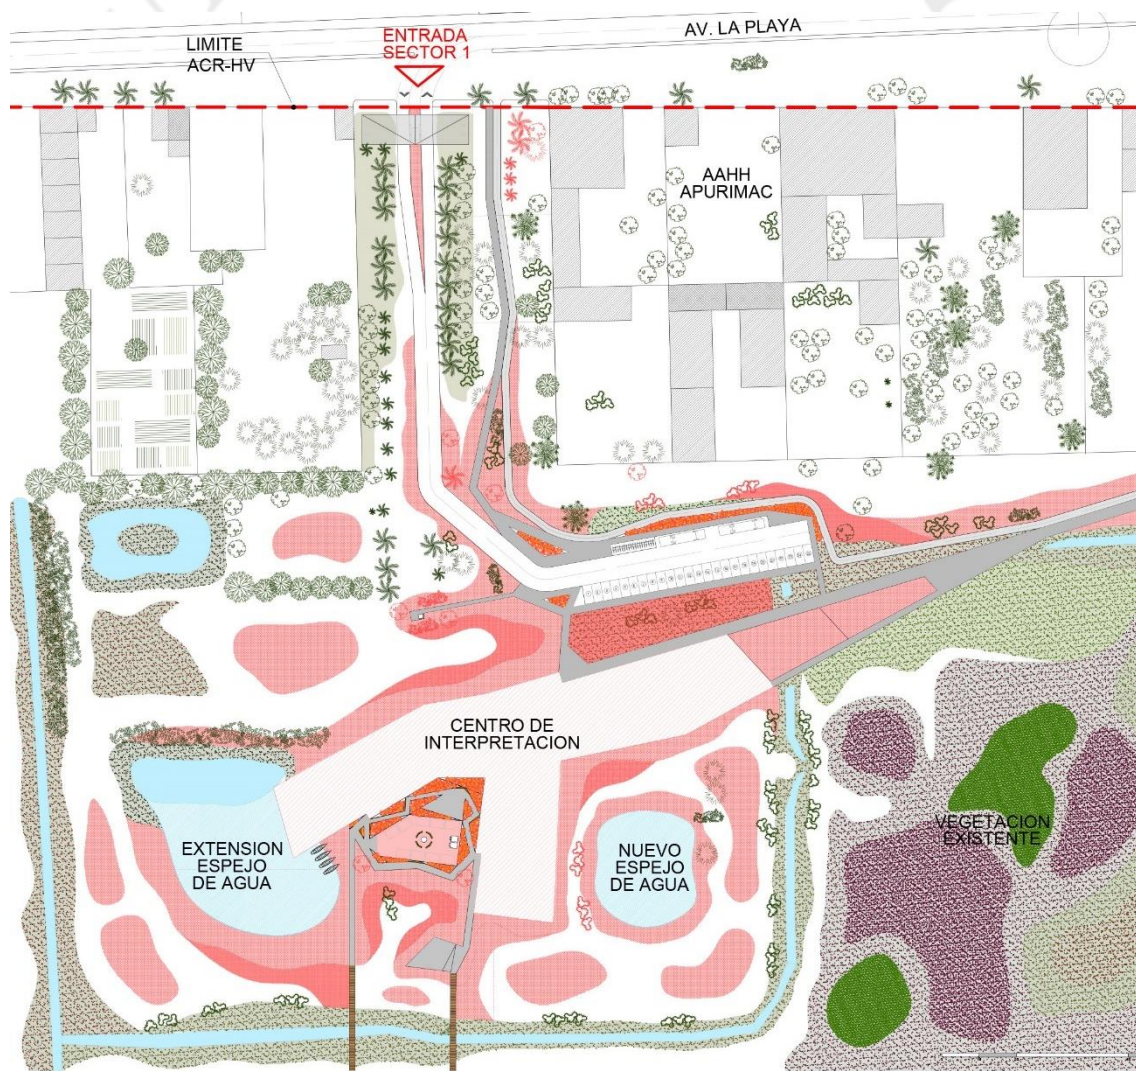 AV. LA PLAYA
ENTRADA
SECTOR 1
LIMITE
ACR-HV
AAHH
APURIMAC
CENTRO DE
INTERPRETACION
EXTENSION
ESPEJO
DE AGUA
NUEVO
ESPEJO
DE AGUA
VEGETACION
EXISTENTE